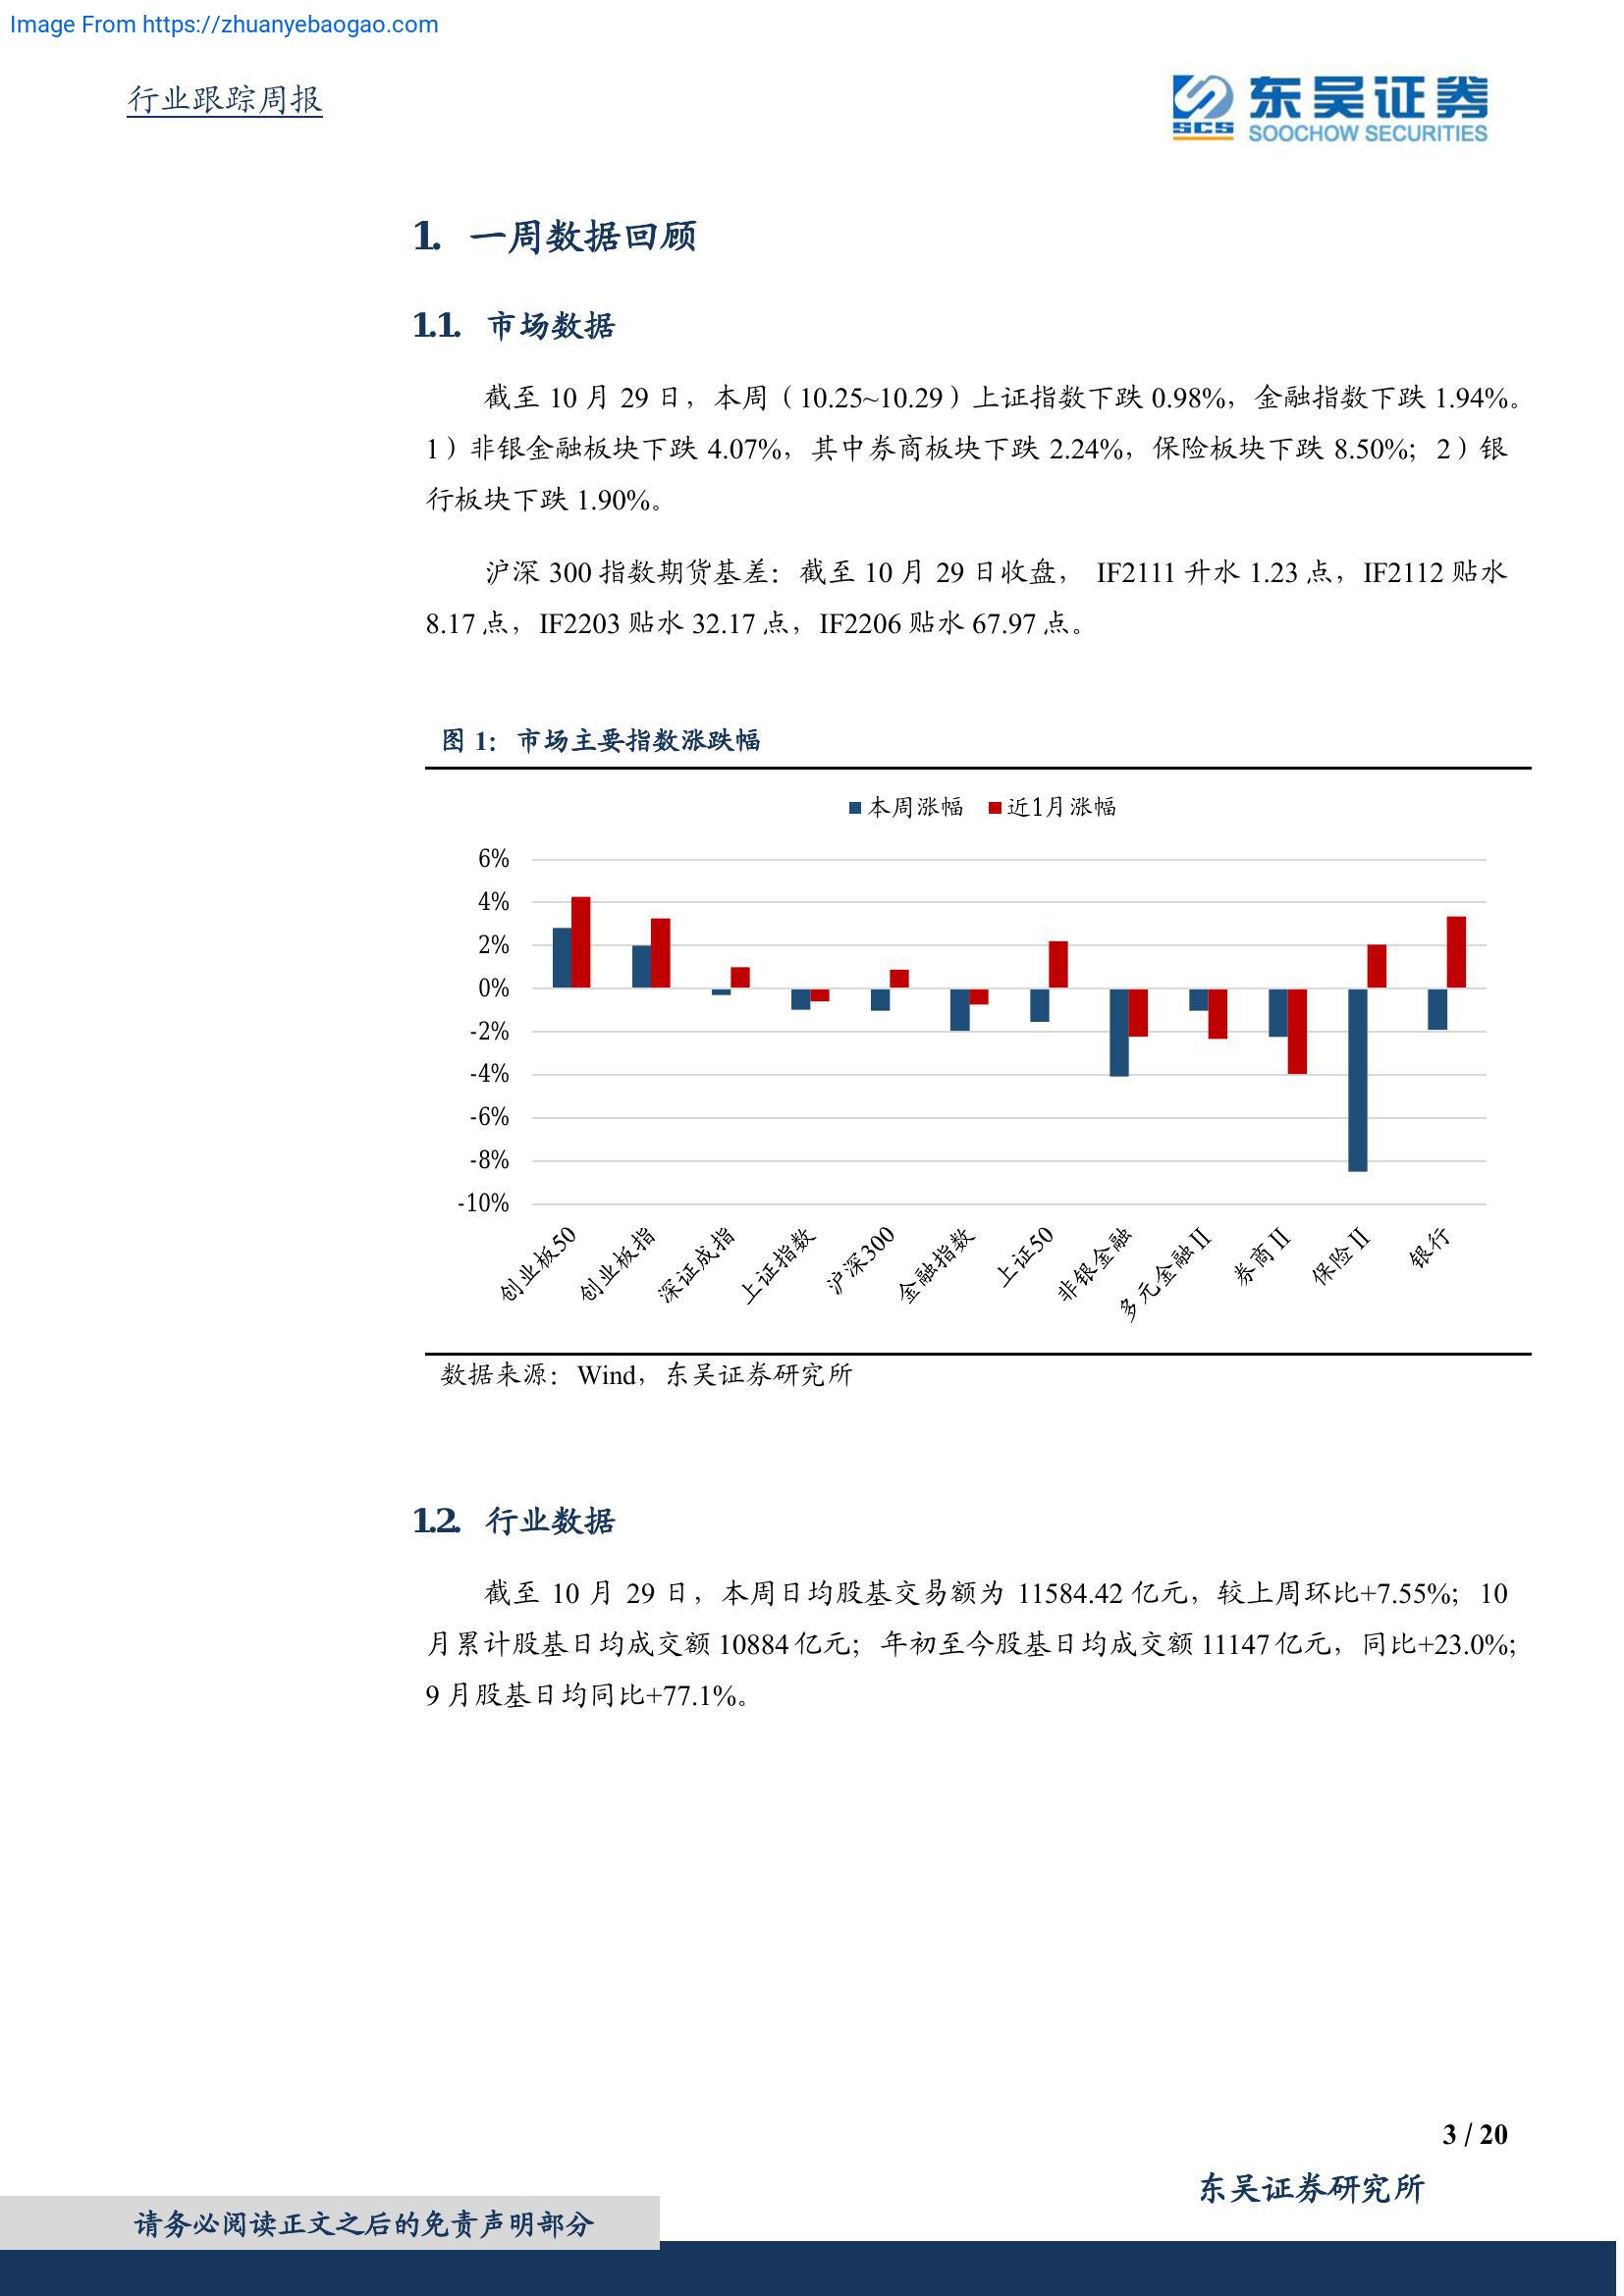 Image From https://zhuanyebaogao.com
行业跟踪周报
东吴证券
SCS
SOOCHOW SECURITIES
1. 一周数据回顾
1.1. 市场数据
截至 10 月 29 日，本周（10.25~10.29）上证指数下跌 0.98%，金融指数下跌 1.94%。
1）非银金融板块下跌 4.07%，其中券商板块下跌 2.24%，保险板块下跌 8.50%；2）银
行板块下跌 1.90%。
沪深 300 指数期货基差：截至 10 月 29 日收盘， IF2111 升水 1.23 点，IF2112 贴水
8.17 点，IF2203 贴水 32.17 点，IF2206 贴水 67.97 点。
图 1：市场主要指数涨跌幅
本周涨幅 近1月涨幅
6%
4%
2%
0%
-2%
-4%
-6%
-8%
-10%
创业板50 创业板指 深证成指 上证指数 沪深300 金融指数 上证50 非银金融 多元金融Ⅱ 券商Ⅱ 保险Ⅱ 银行
数据来源：Wind，东吴证券研究所
1.2. 行业数据
截至 10 月 29 日，本周日均股基交易额为 11584.42 亿元，较上周环比+7.55%；10
月累计股基日均成交额 10884 亿元；年初至今股基日均成交额 11147 亿元，同比+23.0%;
9 月股基日均同比+77.1%。
3 / 20
东吴证券研究所
请务必阅读正文之后的免责声明部分